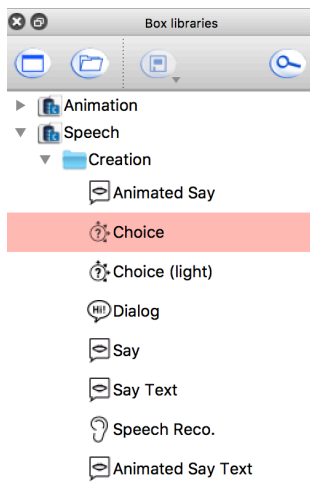 Box libraries
Animation
Speech
Creation
Animated Say
Choice
Choice (light)
Hi!
Dialog
Say
Say Text
Speech Reco.
Animated Say Text